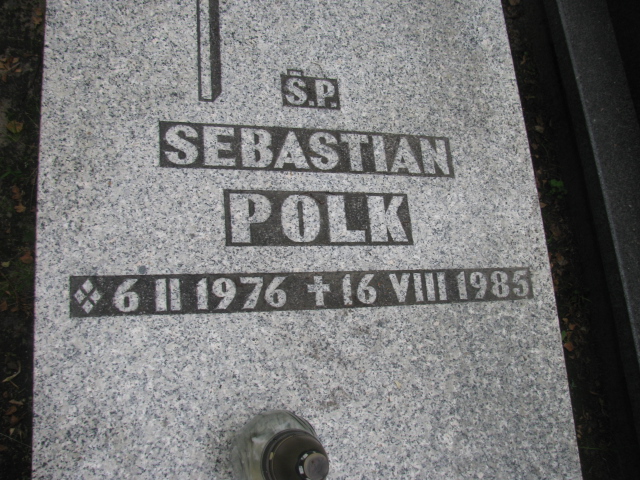 Ś.P.
SEBASTIAN
POLK
6 II 1976 ✝ 16 VIII 1985